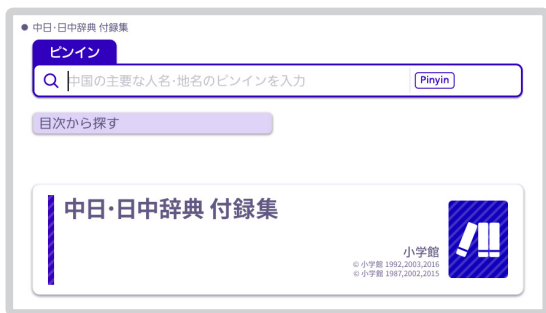 中日･日中辞典 付録集
ピンイン
中国の主要な人名･地名のピンインを入力
Pinyin
目次から探す
中日･日中辞典 付録集
小学館
© 小学館 1992,2003,2016
© 小学館 1987,2002,2015